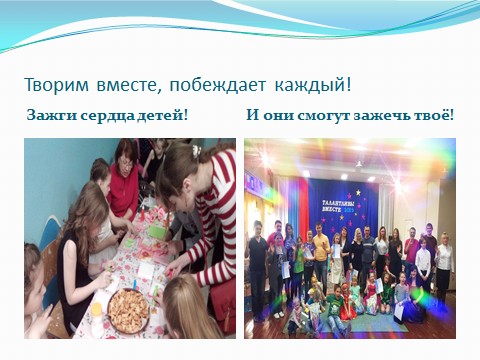 Творим вместе, побеждает каждый!
Зажги сердца детей!
И они смогут зажечь твоё!
ТАЛАНТЛИВЫ
ВМЕСТЕ